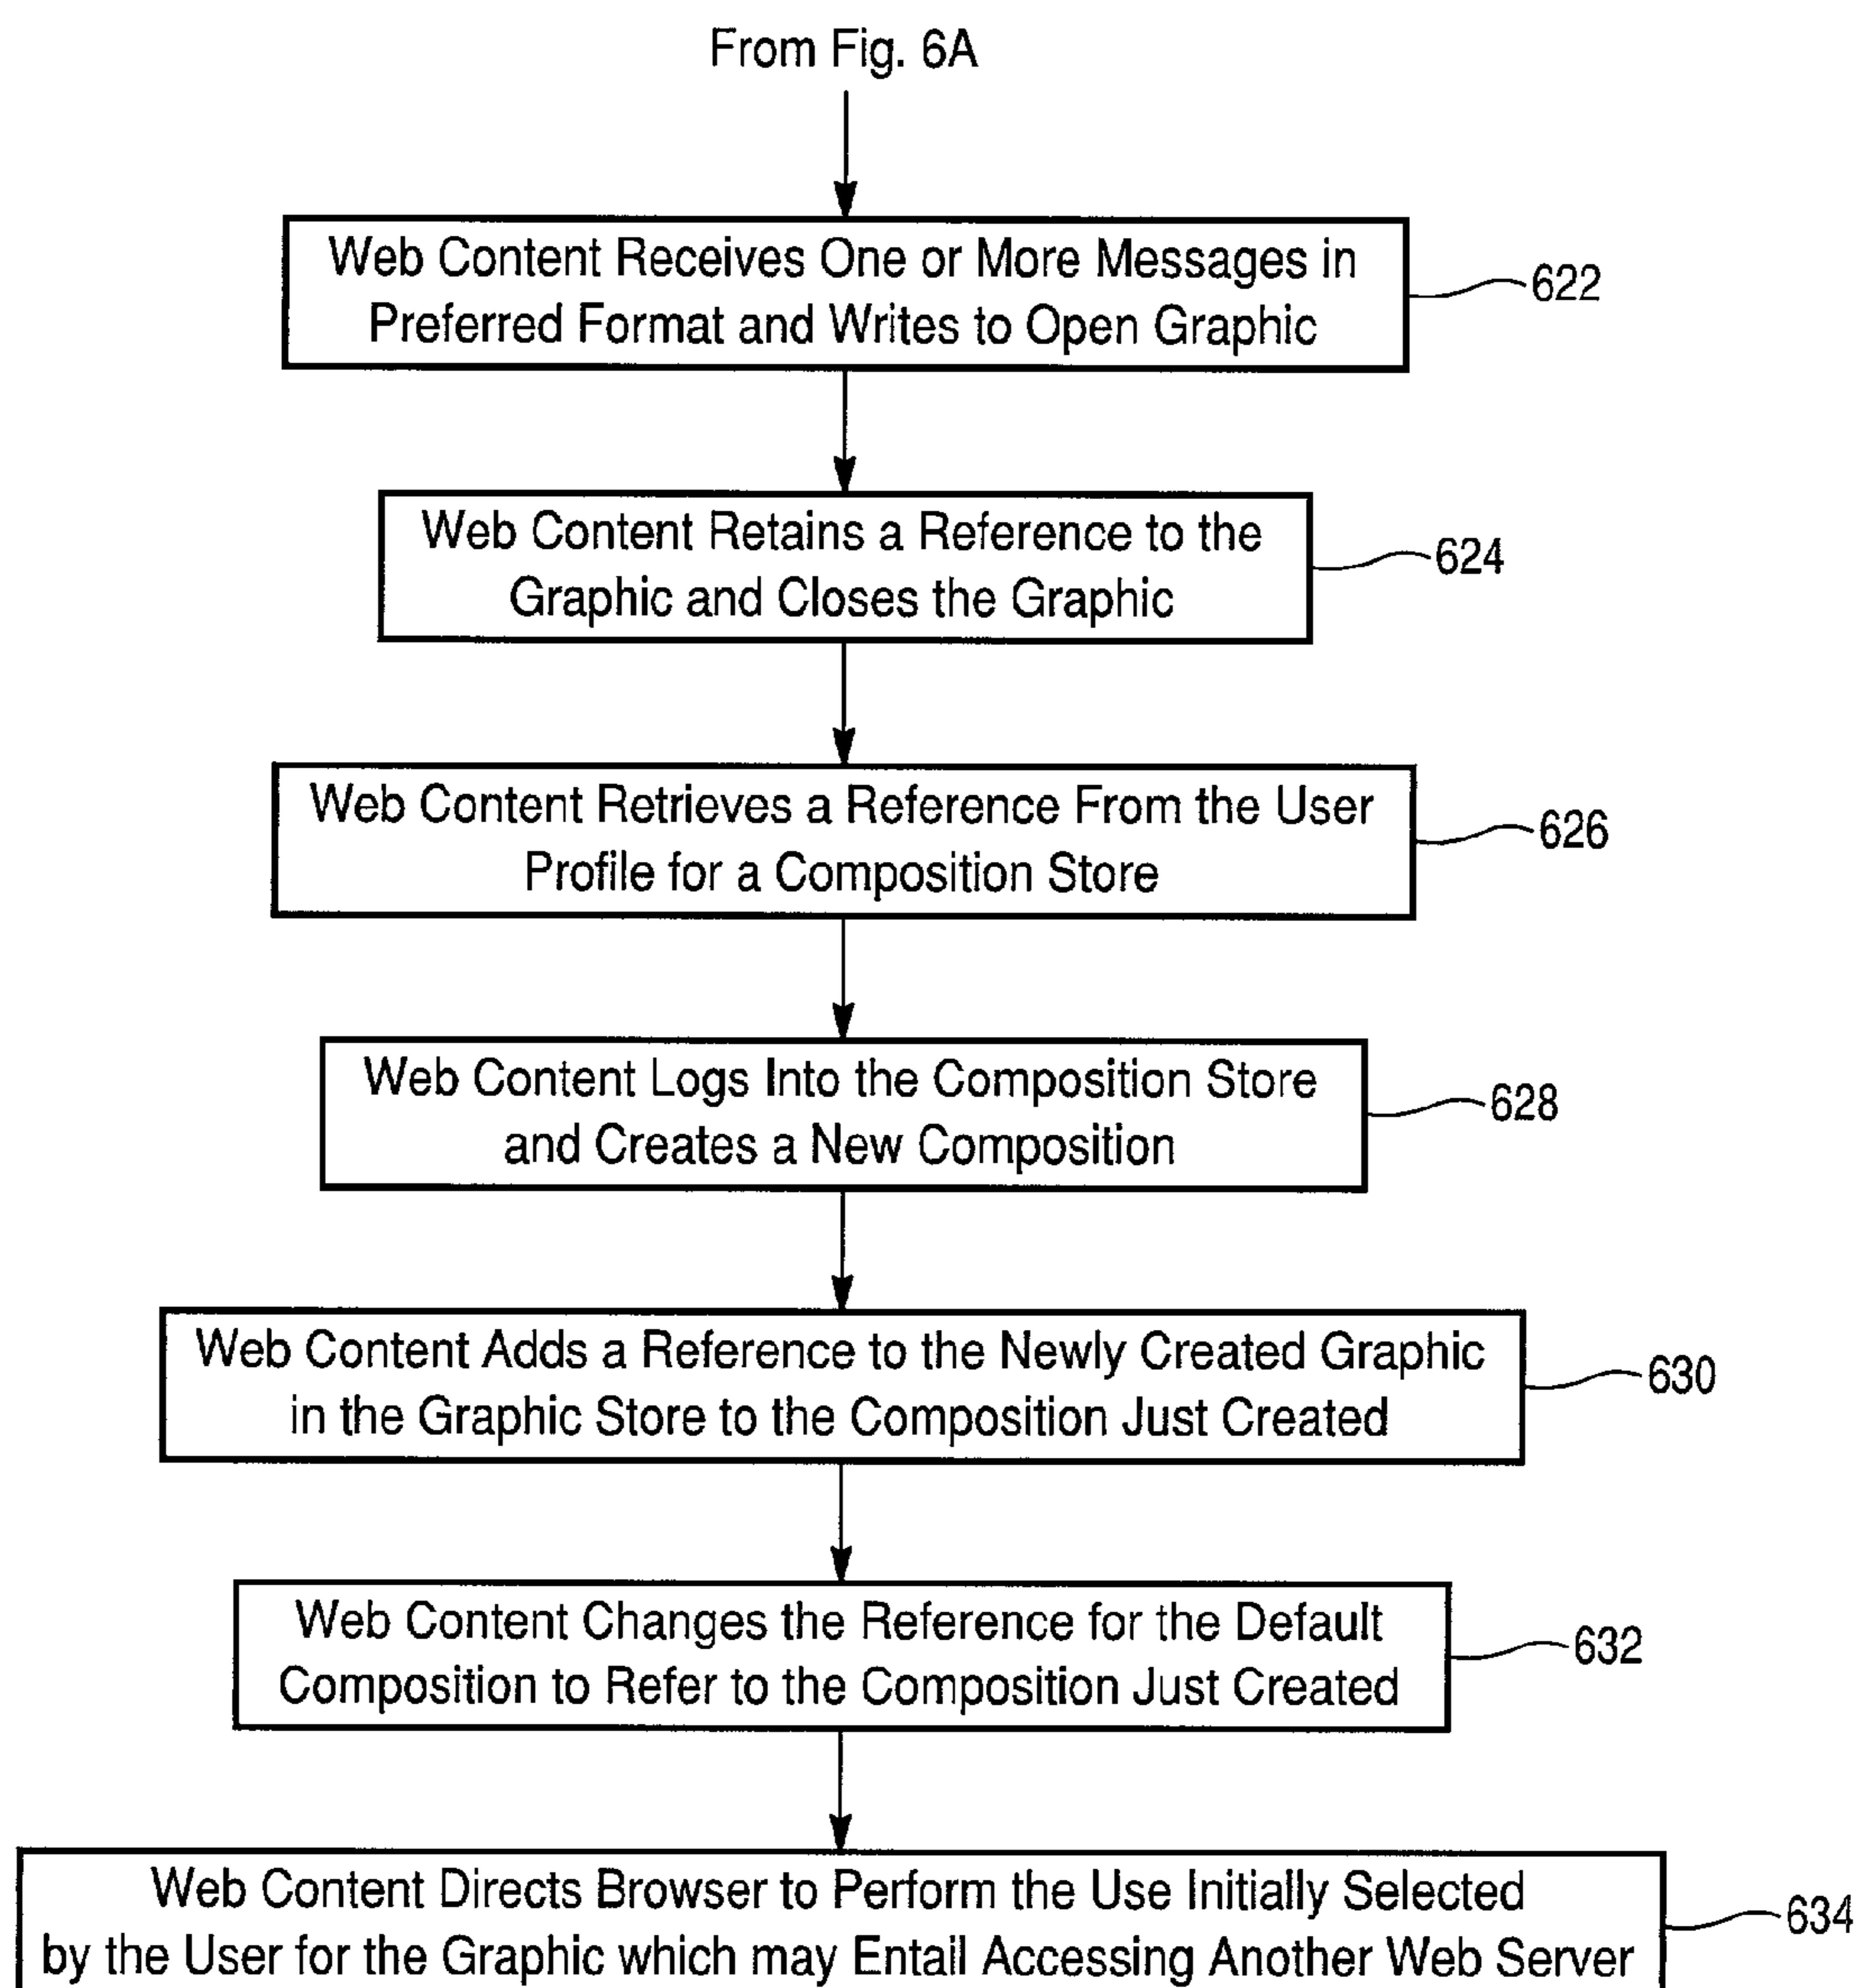 From Fig. 6A
Web Content Receives One or More Messages in
Preferred Format and Writes to Open Graphic
622
Web Content Retains a Reference to the
Graphic and Closes the Graphic
624
Web Content Retrieves a Reference From the User
Profile for a Composition Store
626
Web Content Logs Into the Composition Store
and Creates a New Composition
628
Web Content Adds a Reference to the Newly Created Graphic
in the Graphic Store to the Composition Just Created
630
Web Content Changes the Reference for the Default
Composition to Refer to the Composition Just Created
632
Web Content Directs Browser to Perform the Use Initially Selected
by the User for the Graphic which may Entail Accessing Another Web Server
634